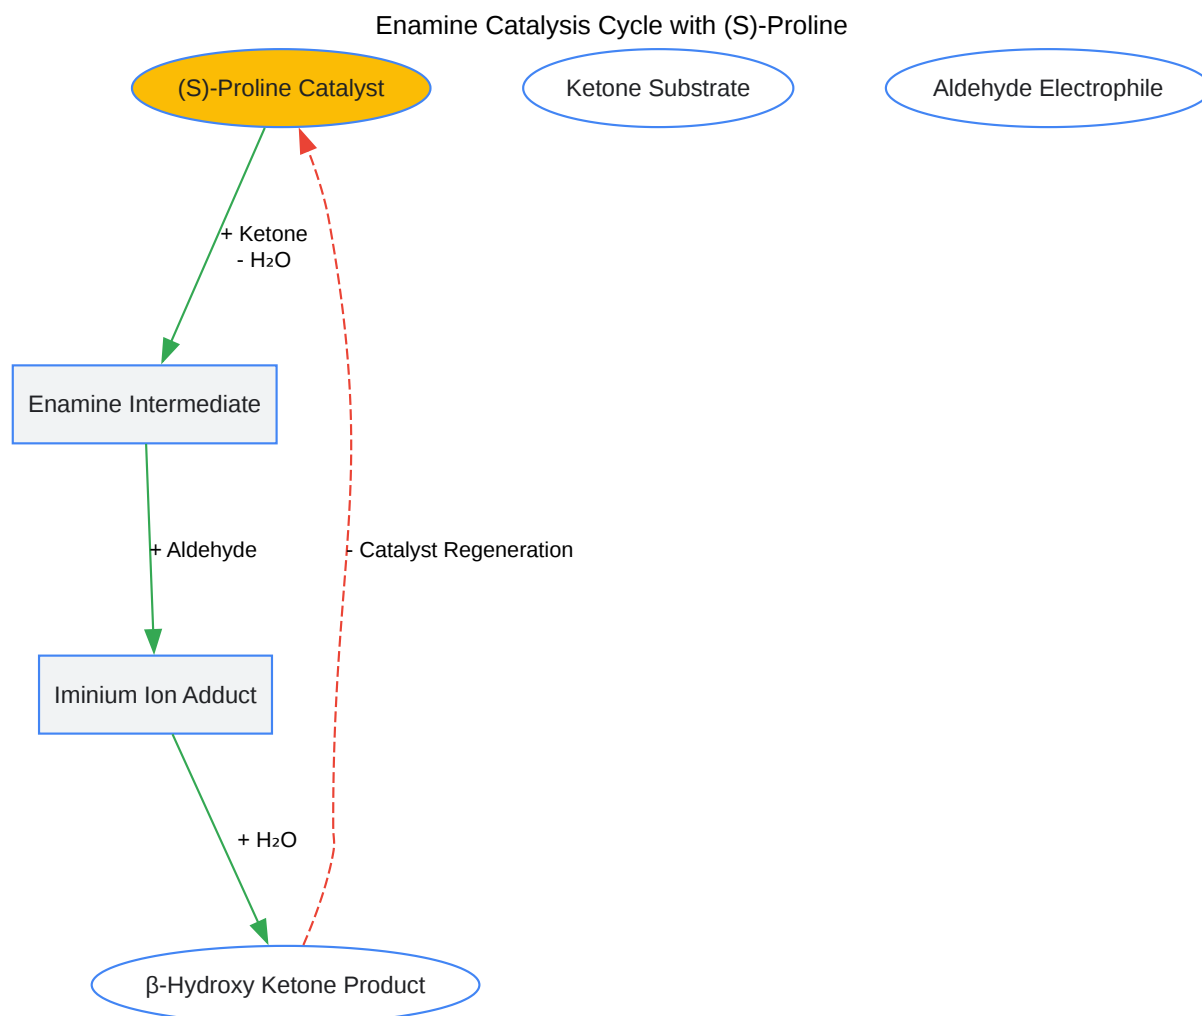 Enamine Catalysis Cycle with (S)-Proline
(S)-Proline Catalyst
Ketone Substrate
Aldehyde Electrophile
+ Ketone
- H₂O
Enamine Intermediate
+ Aldehyde
- Catalyst Regeneration
Iminium Ion Adduct
+ H₂O
β-Hydroxy Ketone Product